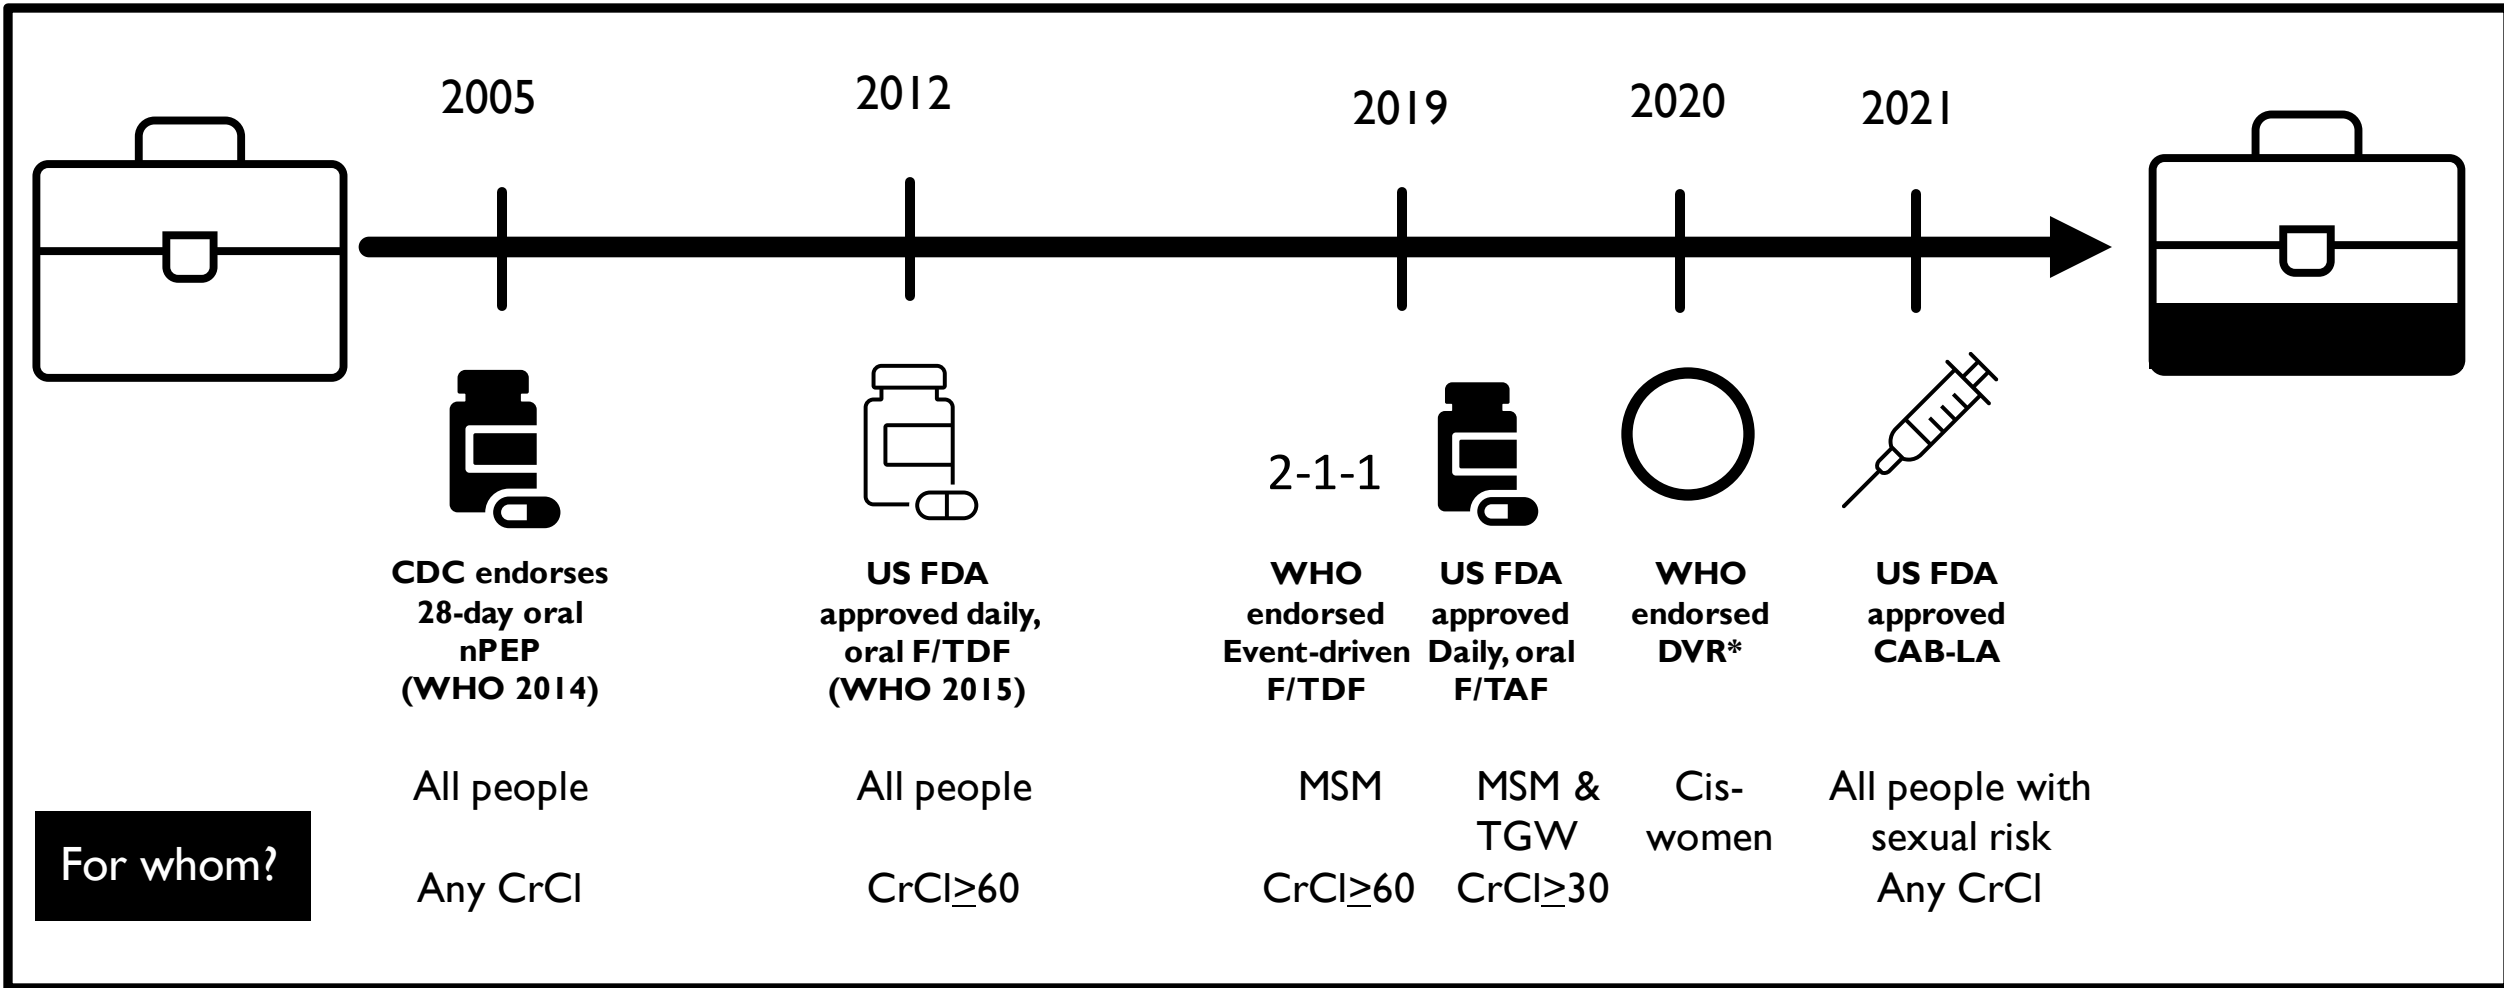 2005
2012
2019
2020
2021
2-1-1
CDC endorses
28-day oral
nPEP
(WHO 2014)
US FDA
approved daily,
oral F/TDF
(WHO 2015)
WHO
endorsed
Event-driven
F/TDF
US FDA
approved
Daily, oral
F/TAF
WHO
endorsed
DVR*
US FDA
approved
CAB-LA
For whom?
All people
Any CrCl
All people
CrCl≥60
MSM
CrCl≥60
MSM &
TGW
CrCl≥30
Cis-
women
All people with
sexual risk
Any CrCl